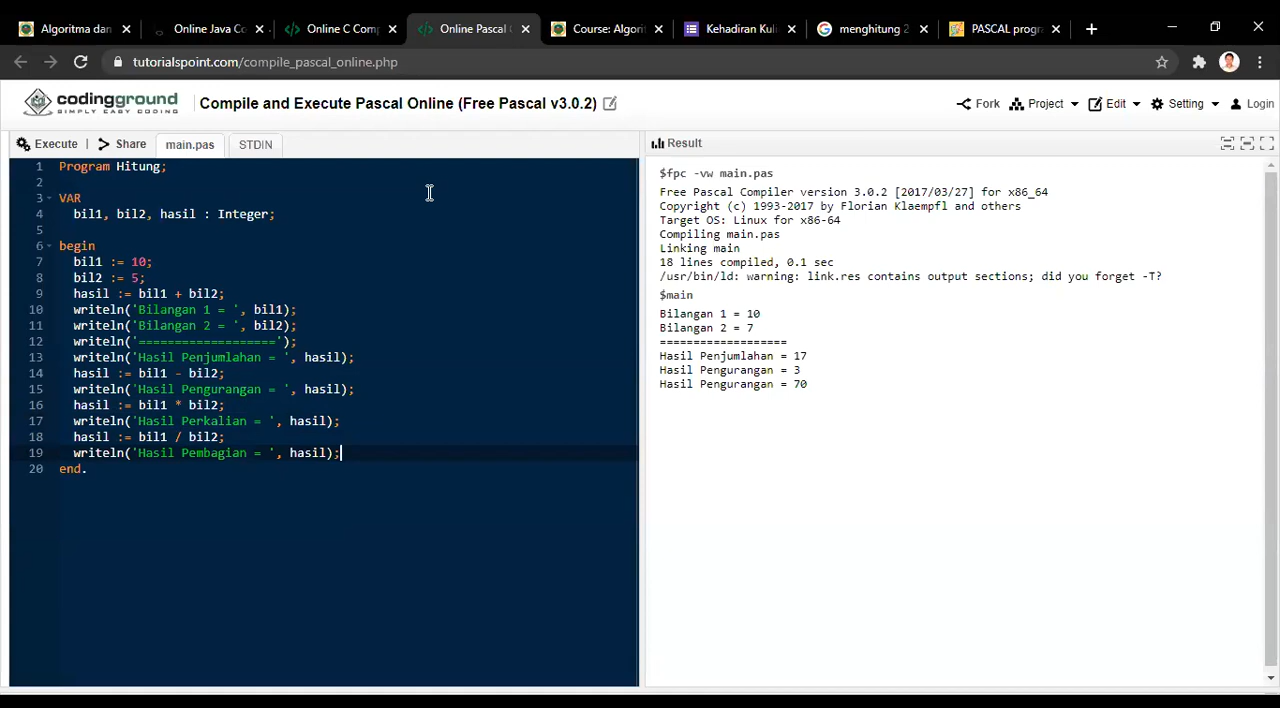 Algoritma dan
Online Java Co
Online C Comp
Online Pascal C
Course: Algori
Kehadiran Kuli
menghitung 2
PASCAL progr
tutorialspoint.com/compile_pascal_online.php
codingground
SIMPLY EASY CODING
Compile and Execute Pascal Online (Free Pascal v3.0.2)
Fork
Project
Edit
Setting
Login
Execute
Share
main.pas
STDIN
Result
1 Program Hitung;
2
3 VAR
4 bil1, bil2, hasil : Integer;
5
6 begin
7 bil1 := 10;
8 bil2 := 5;
9 hasil := bil1 + bil2;
10 writeln('Bilangan 1 = ', bil1);
11 writeln('Bilangan 2 = ', bil2);
12 writeln('===================');
13 writeln('Hasil Penjumlahan = ', hasil);
14 hasil := bil1 - bil2;
15 writeln('Hasil Pengurangan = ', hasil);
16 hasil := bil1 * bil2;
17 writeln('Hasil Perkalian = ', hasil);
18 hasil := bil1 / bil2;
19 writeln('Hasil Pembagian = ', hasil);
20 end.
$fpc -vw main.pas
Free Pascal Compiler version 3.0.2 [2017/03/27] for x86_64
Copyright (c) 1993-2017 by Florian Klaempfl and others
Target OS: Linux for x86-64
Compiling main.pas
Linking main
18 lines compiled, 0.1 sec
/usr/bin/ld: warning: link.res contains output sections; did you forget -T?
$main
Bilangan 1 = 10
Bilangan 2 = 7
==================
Hasil Penjumlahan = 17
Hasil Pengurangan = 3
Hasil Pengurangan = 70